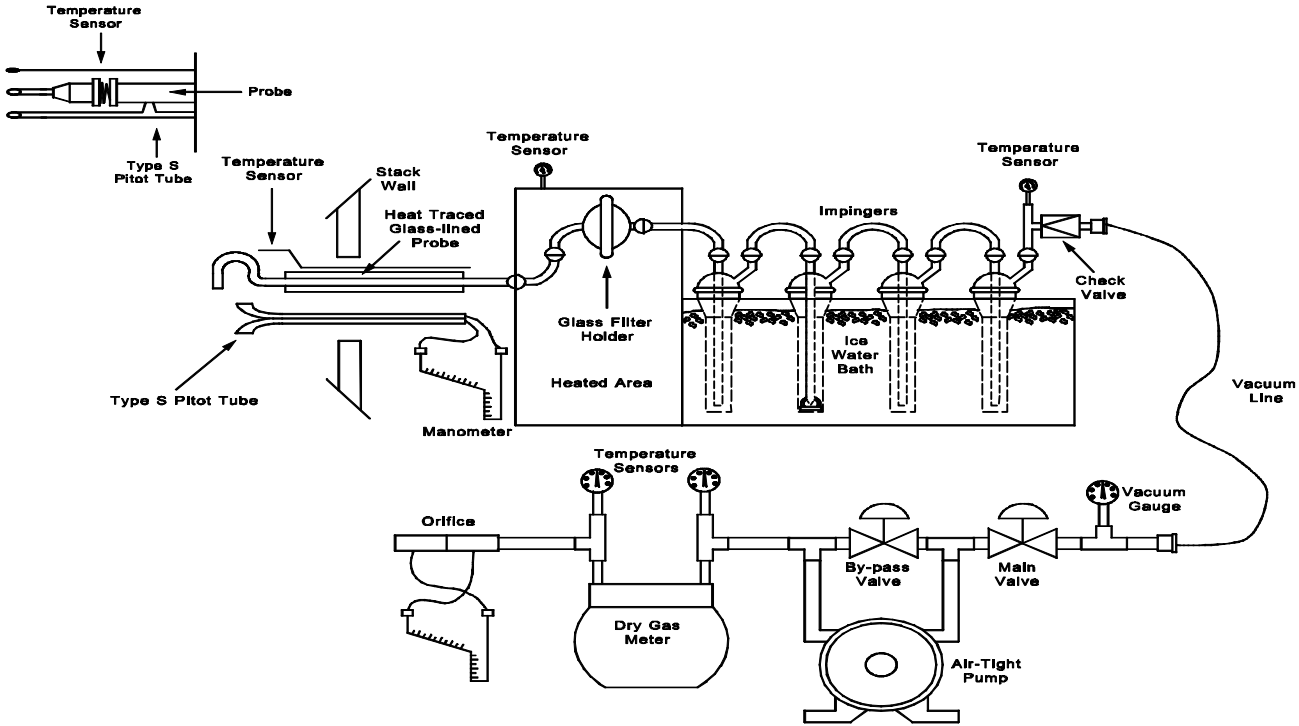 Temperature
Sensor
Probe
Type S
Pitot Tube
Temperature
Sensor
Stack
Wall
Heat Traced
Glass-lined
Probe
Temperature
Sensor
Temperature
Sensor
Impingers
Check
Valve
Glass Filter
Holder
Ice
Water
Bath
Heated Area
Type S Pitot Tube
Manometer
Vacuum
Line
Temperature
Sensors
Vacuum
Gauge
Orifice
By-pass
Valve
Main
Valve
Dry Gas
Meter
Air-Tight
Pump